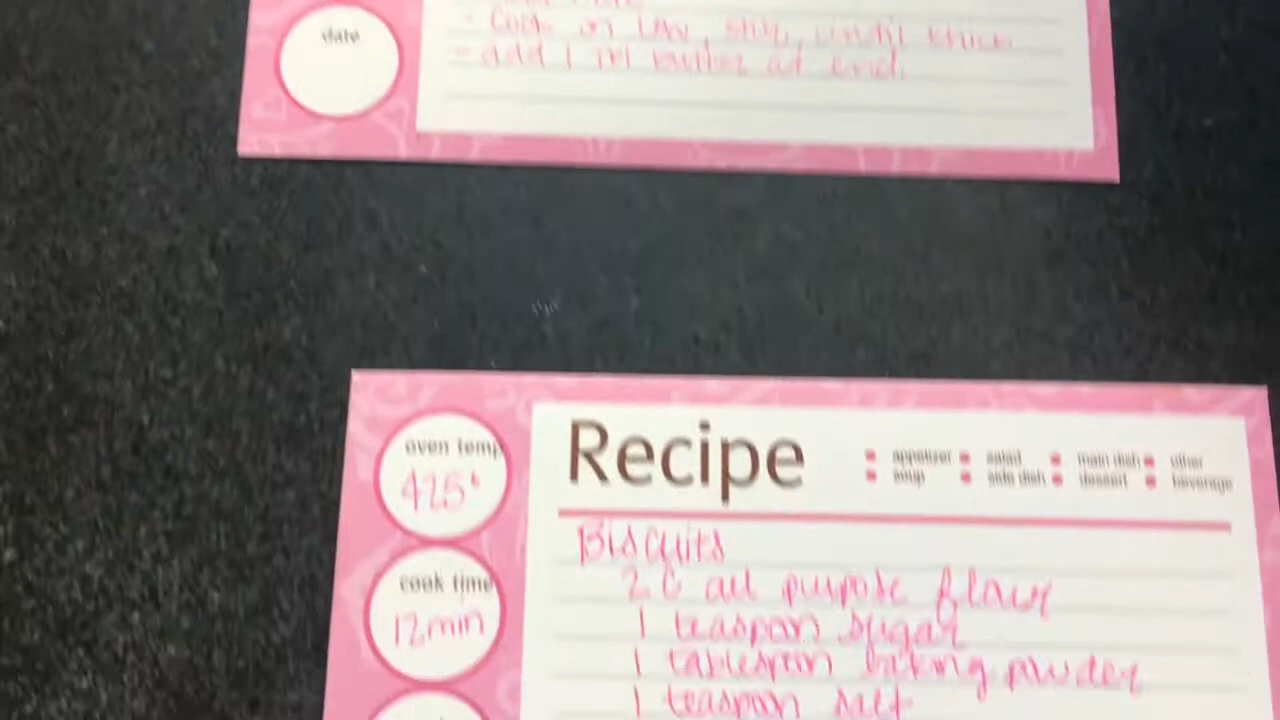 date
- Cook on low, stir, until thick
- add 1 tbl butter at end.
oven temp
425°
Recipe
appetizer salad main dish other
soup side dish dessert beverage
Biscuits
cook time
2 C all purpose flour
12min
1 teaspoon sugar
1 tablespoon baking powder
1 teaspoon salt